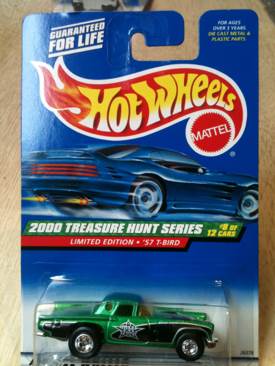 GUARANTEED
FOR LIFE
FOR AGES
OVER 3 YEARS
DIE CAST METAL &
PLASTIC PARTS
HOT WHEELS
MATTEL
2000 TREASURE HUNT SERIES
#8 OF
12 CARS
LIMITED EDITION • '57 T-BIRD